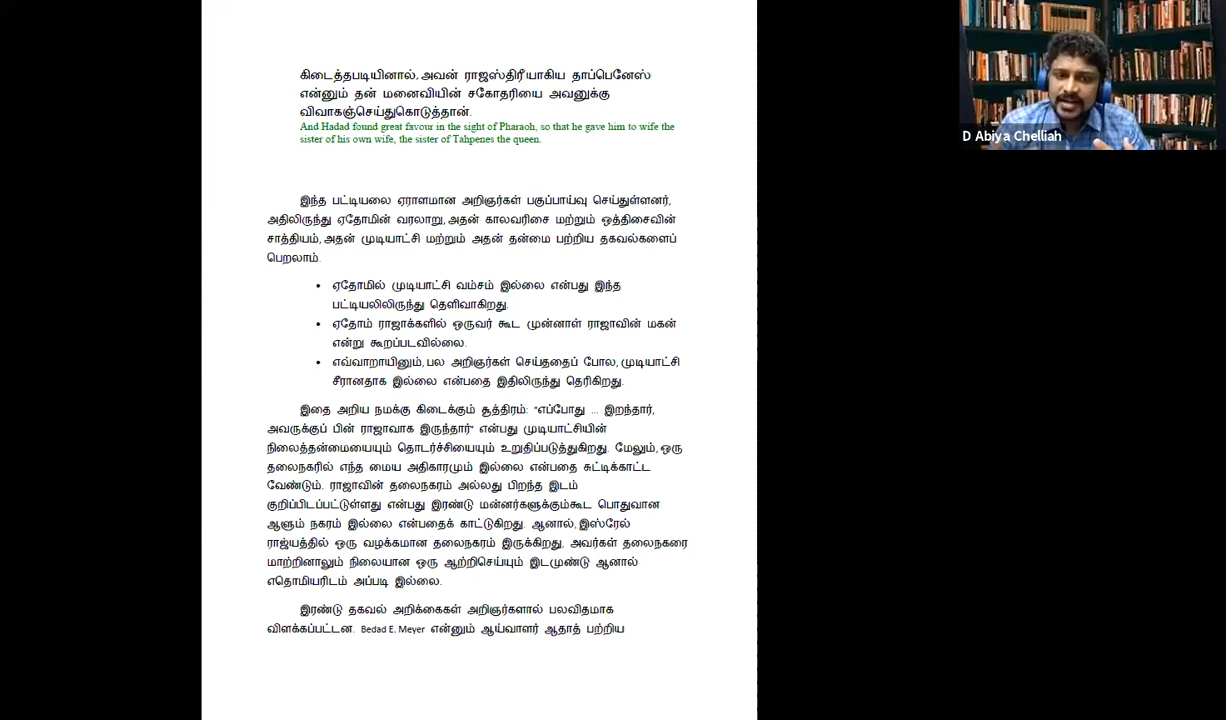 கிடைத்தபடியினால், அவன் ராஜஸ்திரீயாகிய தாப்பெனேஸ்
என்னும் தன் மனைவியின் சகோதரியை அவனுக்கு
விவாகஞ்செய்துகொடுத்தான்.
And Hadad found great favour in the sight of Pharaoh, so that he gave him to wife the
sister of his own wife, the sister of Tahpenes the queen.
D Abiya Chelliah
இந்த பட்டியலை ஏராளமான அறிஞர்கள் பகுப்பாய்வு செய்துள்ளனர்,
அதிலிருந்து ஏதோமின் வரலாறு, அதன் காலவரிசை மற்றும் ஒத்திசைவின்
சாத்தியம், அதன் முடியாட்சி மற்றும் அதன் தன்மை பற்றிய தகவல்களைப்
பெறலாம்.
• ஏதோமில் முடியாட்சி வம்சம் இல்லை என்பது இந்த
பட்டியலிலிருந்து தெளிவாகிறது.
• ஏதோம் ராஜாக்களில் ஒருவர் கூட முன்னாள் ராஜாவின் மகன்
என்று கூறப்படவில்லை.
• எவ்வாறாயினும், பல அறிஞர்கள் செய்ததைப் போல, முடியாட்சி
சீரானதாக இல்லை என்பதை இதிலிருந்து தெரிகிறது.
இதை அறிய நமக்கு கிடைக்கும் சூத்திரம்: "எப்போது ... இறந்தார்,
அவருக்குப் பின் ராஜாவாக இருந்தார்" என்பது முடியாட்சியின்
நிலைத்தன்மையையும் தொடர்ச்சியையும் உறுதிப்படுத்துகிறது. மேலும், ஒரு
தலைநகரில் எந்த மைய அதிகாரமும் இல்லை என்பதை சுட்டிக்காட்ட
வேண்டும். ராஜாவின் தலைநகரம் அல்லது பிறந்த இடம்
குறிப்பிடப்பட்டுள்ளது என்பது இரண்டு மன்னர்களுக்கும்கூட பொதுவான
ஆளும் நகரம் இல்லை என்பதைக் காட்டுகிறது. ஆனால், இஸ்ரேல்
ராஜ்யத்தில் ஒரு வழக்கமான தலைநகரம் இருக்கிறது, அவர்கள் தலைநகரை
மாற்றினாலும் நிலையான ஒரு ஆற்றிசெய்யும் இடமுண்டு ஆனால்
எதொமியரிடம் அப்படி இல்லை.
இரண்டு தகவல் அறிக்கைகள் அறிஞர்களால் பலவிதமாக
விளக்கப்பட்டன. Bedad E. Meyer என்னும் ஆய்வாளர் ஆதாத் பற்றிய